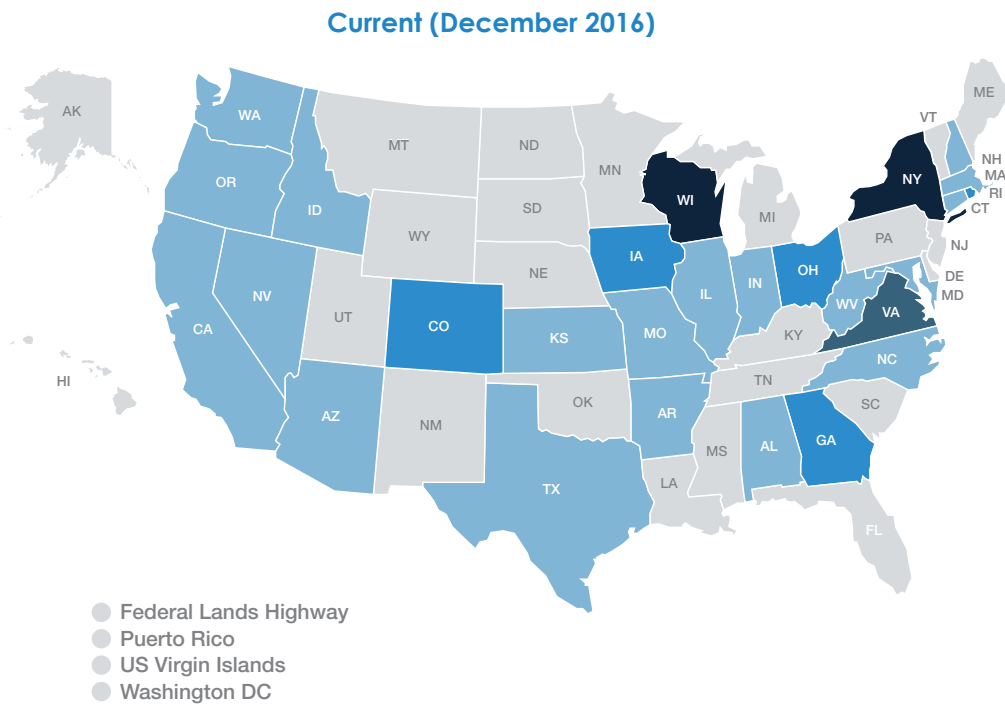 Current (December 2016)
AK
WA
MT
ND
MN
ME
VT
NH
MA
RI
CT
OR
ID
WY
SD
WI
MI
NY
PA
NJ
DE
MD
NV
UT
CO
NE
IA
IL
IN
OH
WV
VA
CA
KS
MO
KY
NC
HI
AZ
NM
OK
AR
TN
SC
TX
LA
MS
AL
GA
FL
Federal Lands Highway
Puerto Rico
US Virgin Islands
Washington DC